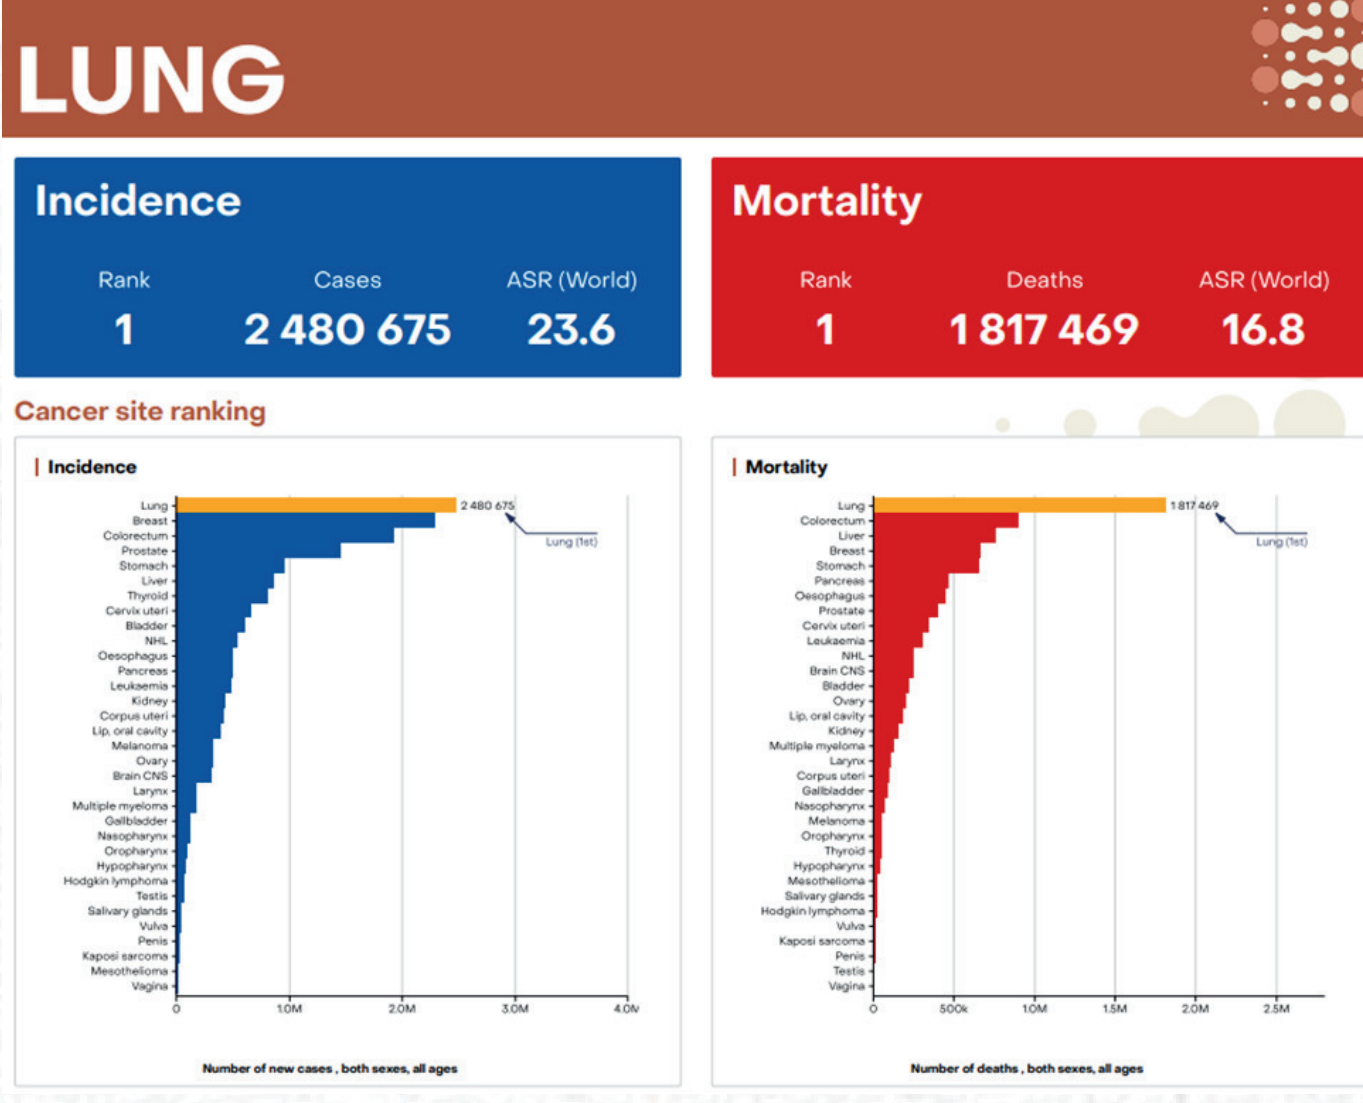 LUNG
Incidence
Rank Cases ASR (World)
1 2 480 675 23.6
Mortality
Rank Deaths ASR (World)
1 1 817 469 16.8
Cancer site ranking
Incidence
Lung 2 480 675
Breast
Lung (1st)
Colorectum
Prostate
Stomach
Liver
Thyroid
Cervix uteri
Bladder
NHL
Oesophagus
Pancreas
Leukaemia
Kidney
Corpus uteri
Lip, oral cavity
Melanoma
Ovary
Brain CNS
Larynx
Multiple myeloma
Gallbladder
Nasopharynx
Oropharynx
Hypopharynx
Hodgkin lymphoma
Testis
Salivary glands
Vulva
Penis
Kaposi sarcoma
Mesothelioma
Vagina
0 1.0M 2.0M 3.0M 4.0M
Number of new cases , both sexes, all ages
Mortality
Lung 1 817 469
Colorectum
Lung (1st)
Liver
Breast
Stomach
Pancreas
Oesophagus
Prostate
Cervix uteri
Leukaemia
NHL
Brain CNS
Bladder
Ovary
Lip, oral cavity
Kidney
Multiple myeloma
Larynx
Corpus uteri
Gallbladder
Nasopharynx
Melanoma
Oropharynx
Thyroid
Hypopharynx
Mesothelioma
Salivary glands
Hodgkin lymphoma
Vulva
Kaposi sarcoma
Penis
Testis
Vagina
0 500k 1.0M 1.5M 2.0M 2.5M
Number of deaths , both sexes, all ages